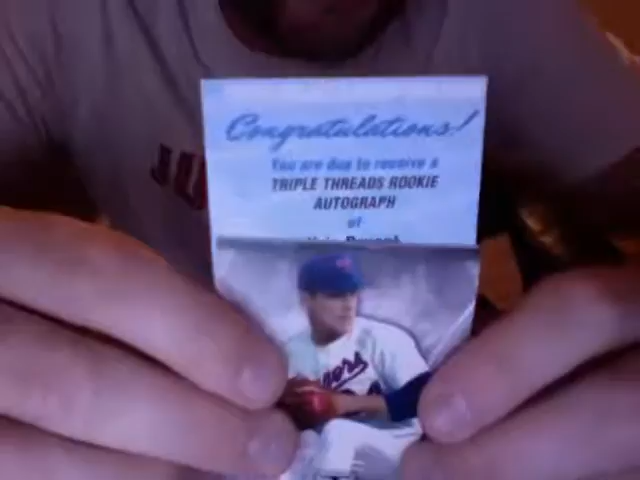 Congratulations!
You are due to receive a
TRIPLE THREADS ROOKIE
AUTOGRAPH
of